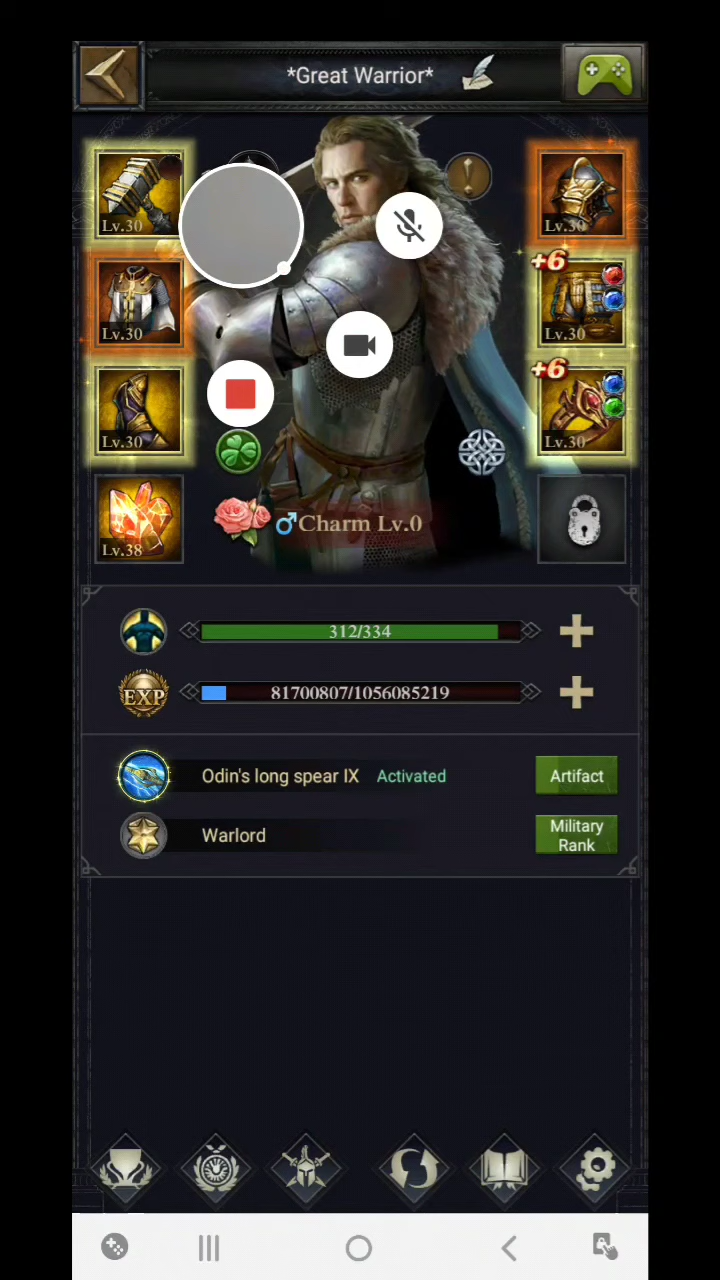 *Great Warrior*
Lv.30
Lv.30
+6
Lv.30
Lv.30
+6
Lv.30
Lv.30
Lv.38
♂Charm Lv.0
312/334
EXP
81700807/1056085219
Odin's long spear IX Activated
Artifact
Warlord
Military
Rank